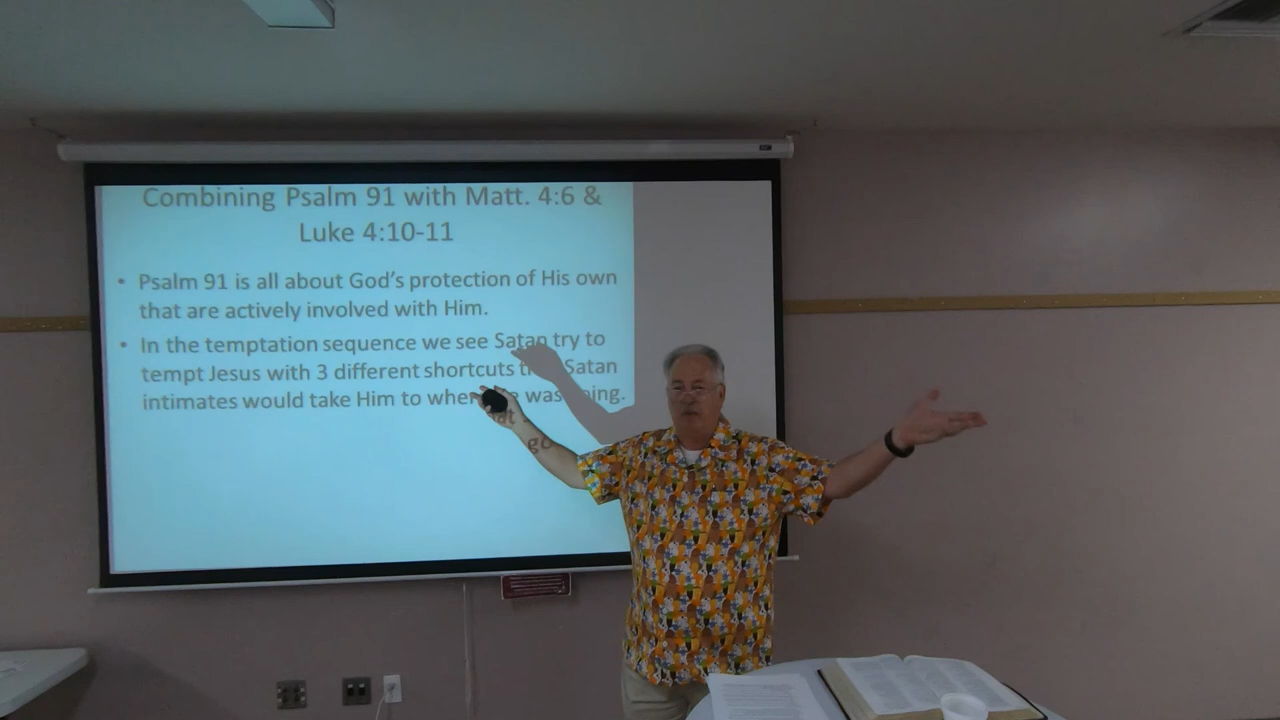 Combining Psalm 91 with Matt. 4:6 &
Luke 4:10-11
• Psalm 91 is all about God's protection of His own
that are actively involved with Him.
• In the temptation sequence we see Satan try to
tempt Jesus with 3 different shortcuts Satan
intimates would take Him to was